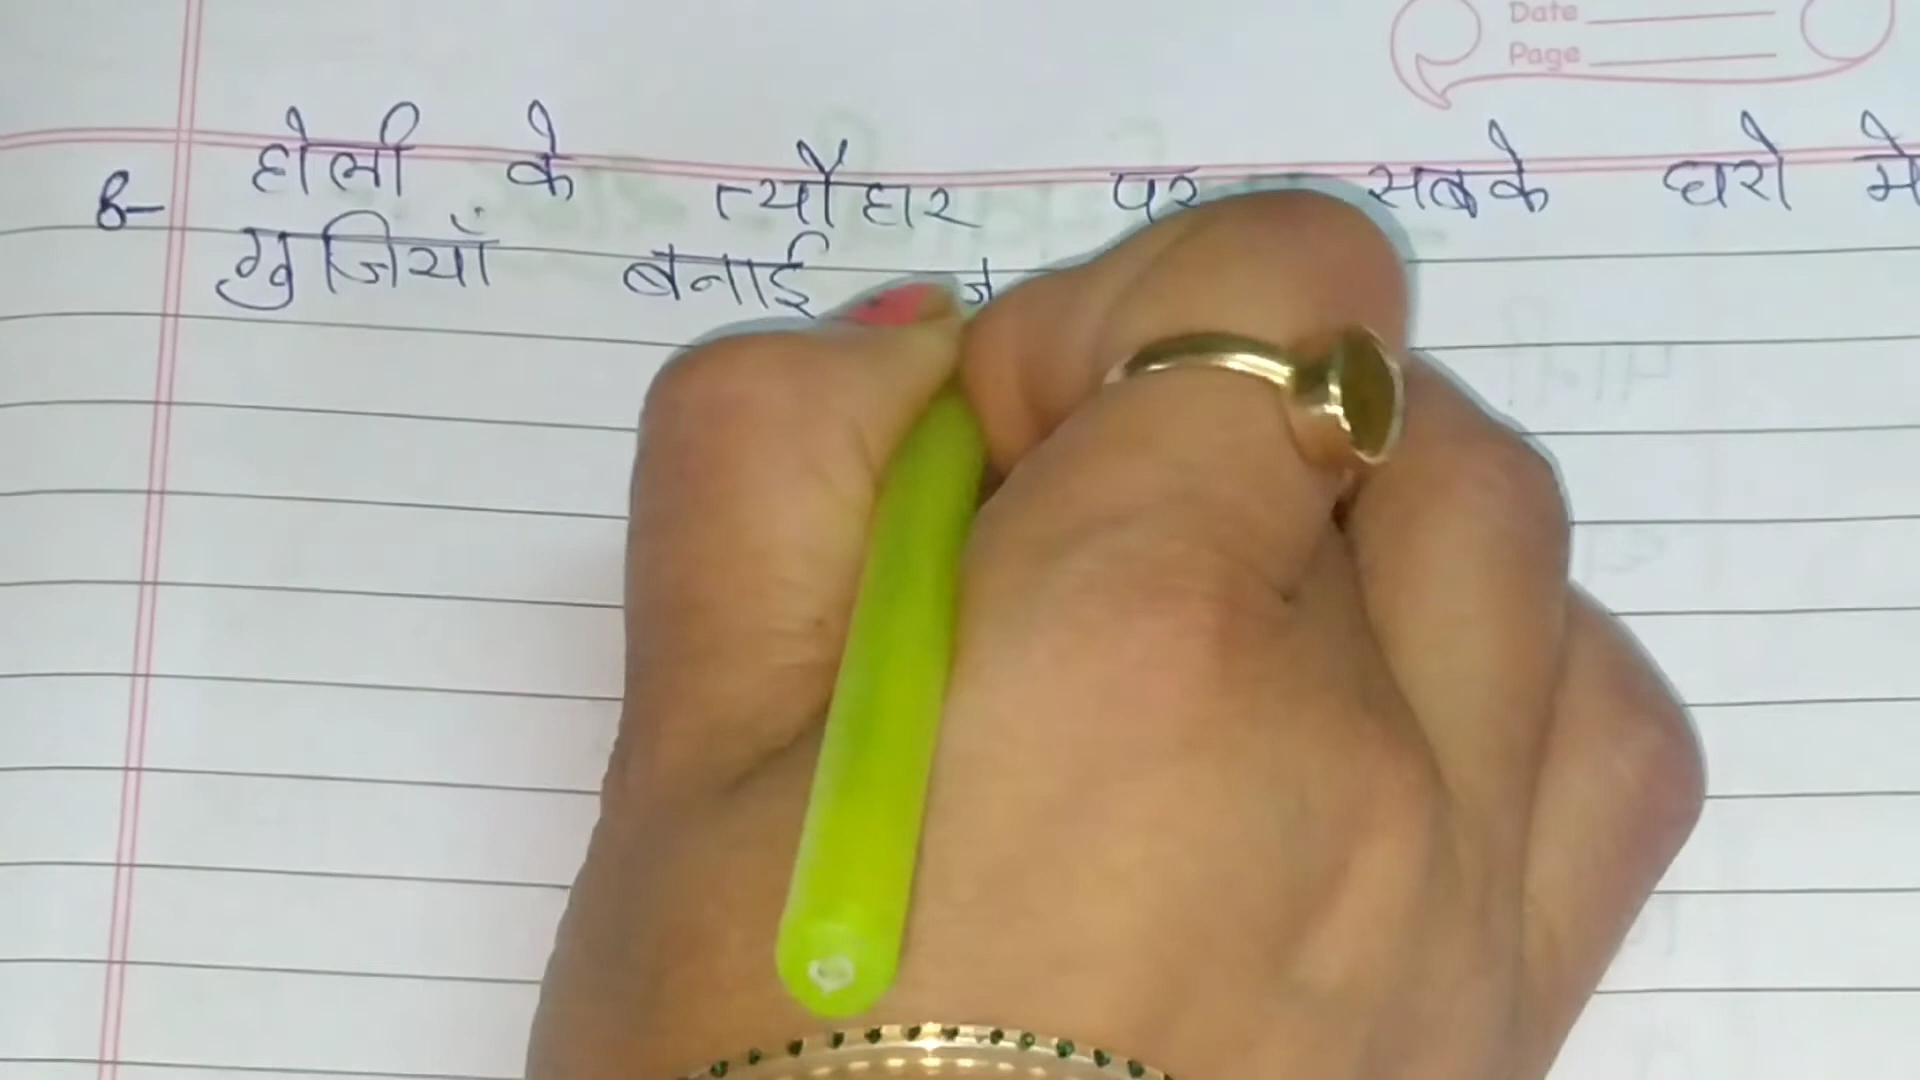 Date
Page
8- होली के त्यौहार पर सबके घरो मे
गुजियाँ बनाई ज